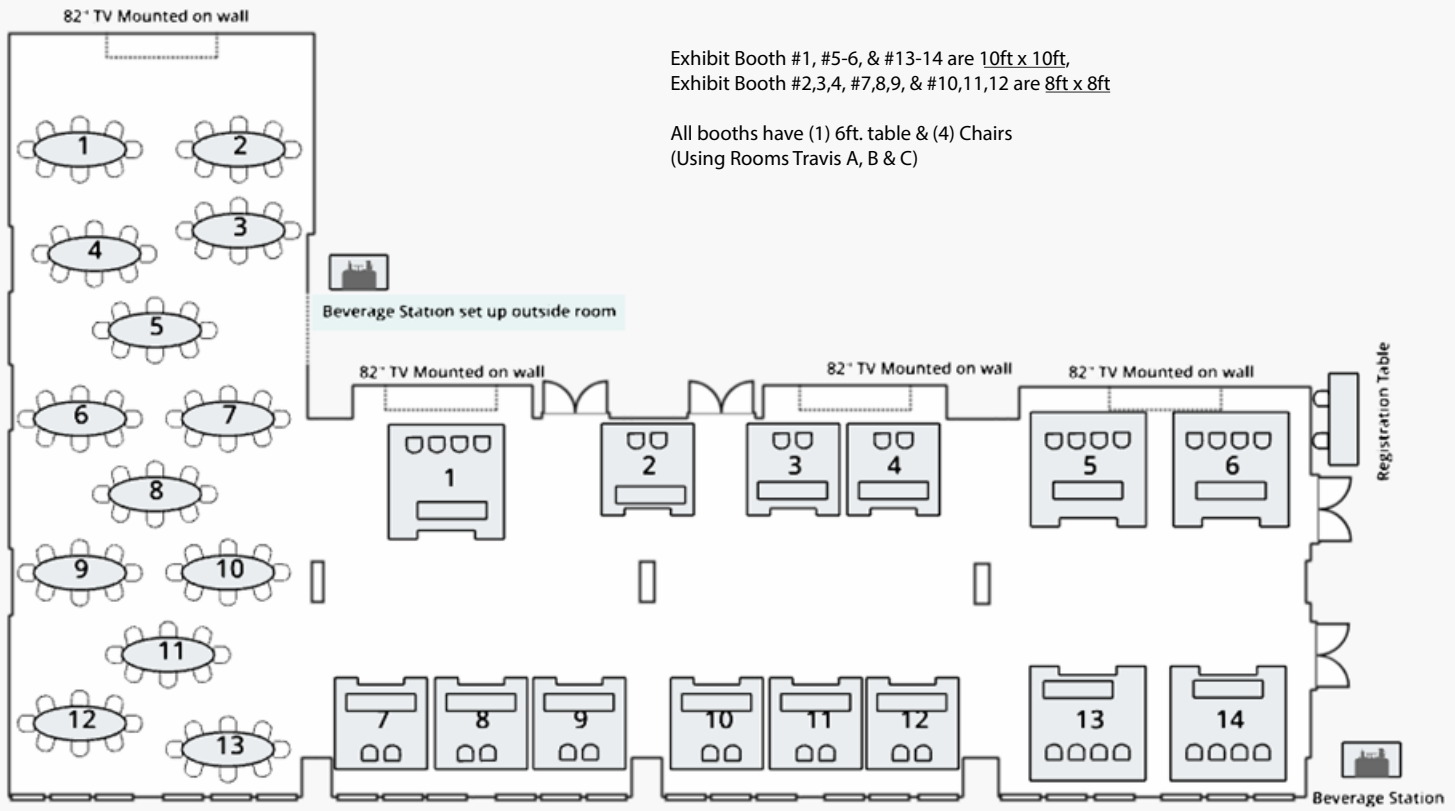 82" TV Mounted on wall
Exhibit Booth #1, #5-6, & #13-14 are 10ft x 10ft,
Exhibit Booth #2,3,4, #7,8,9, & #10,11,12 are 8ft x 8ft
All booths have (1) 6ft. table & (4) Chairs
(Using Rooms Travis A, B & C)
1
2
3
4
5
6
7
8
9
10
11
12
13
Beverage Station set up outside room
82" TV Mounted on wall
82" TV Mounted on wall
82" TV Mounted on wall
Registration Table
1
2
3
4
5
6
7
8
9
10
11
12
13
14
Beverage Station